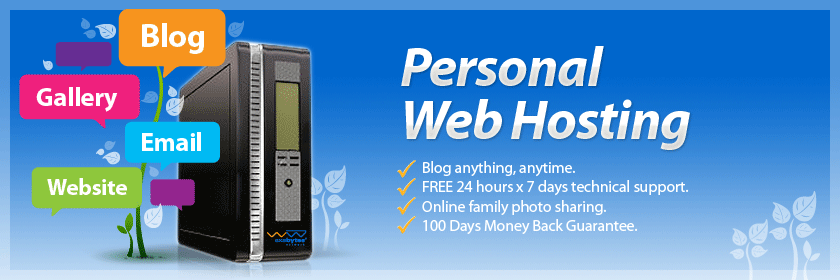 Blog
Gallery
Email
Website
exabytes
Personal
Web Hosting
Blog anything, anytime.
FREE 24 hours x 7 days technical support.
Online family photo sharing.
100 Days Money Back Guarantee.